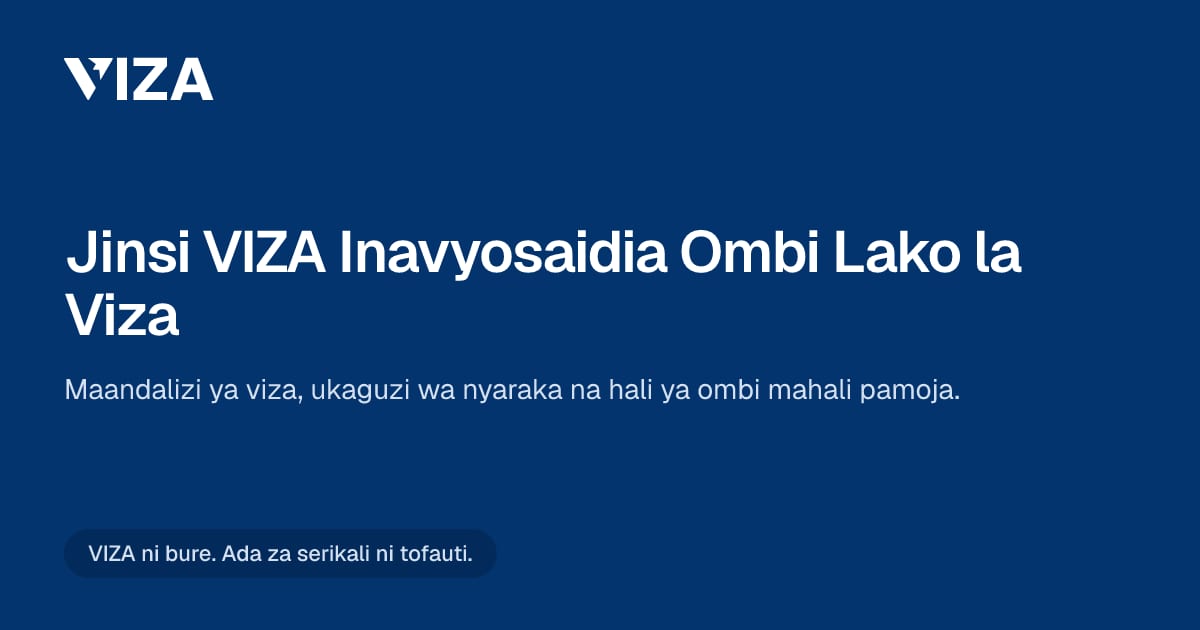 VIZA
Jinsi VIZA Inavyosaidia Ombi Lako la
Viza
Maandalizi ya viza, ukaguzi wa nyaraka na hali ya ombi mahali pamoja.
VIZA ni bure. Ada za serikali ni tofauti.